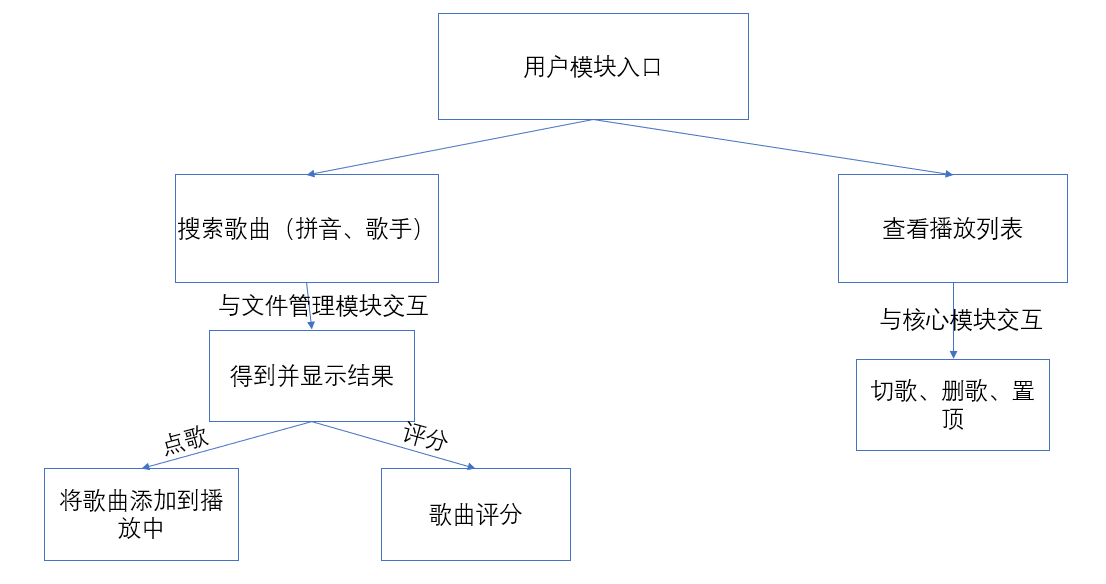 用户模块入口
搜索歌曲（拼音、歌手）
查看播放列表
与文件管理模块交互
与核心模块交互
得到并显示结果
切歌、删歌、置
顶
点歌
评分
将歌曲添加到播
放中
歌曲评分